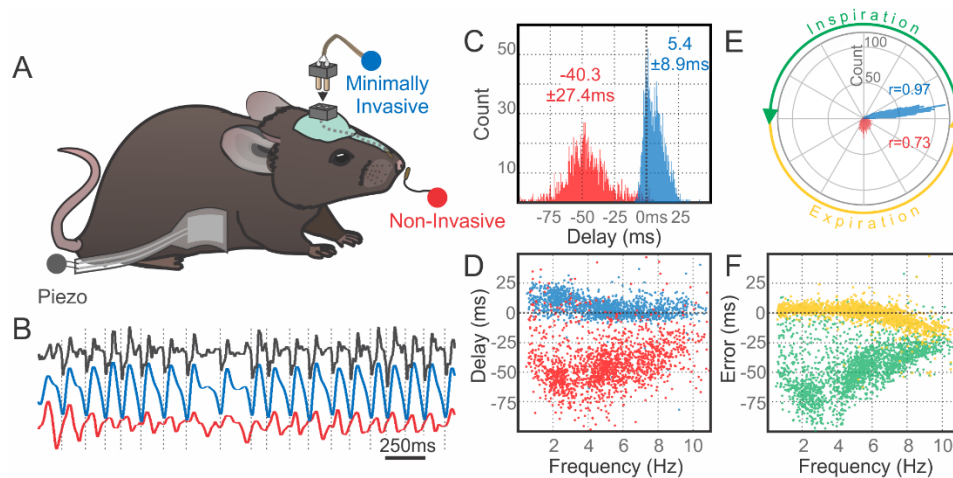 A
Minimally
Invasive
Non-Invasive
Piezo
B
250ms
C
50
40
30
20
10
Count
-40.3
±27.4ms
5.4
±8.9ms
-75 -50 -25 0ms 25
Delay (ms)
D
25
0
-25
-50
-75
Delay (ms)
2 4 6 8 10
Frequency (Hz)
E
Inspiration
100
50
Count
r=0.97
r=0.73
Expiration
F
25
0
-25
-50
-75
Error (ms)
2 4 6 8 10
Frequency (Hz)